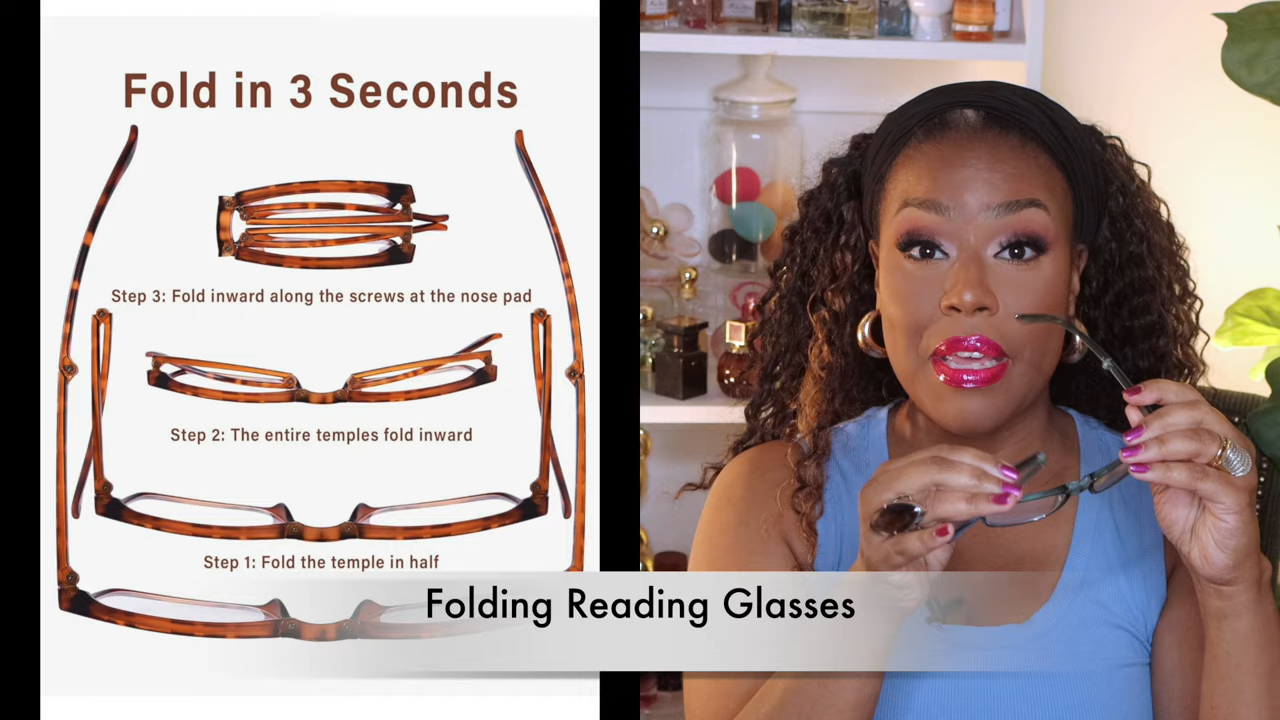 Fold in 3 Seconds
Step 3: Fold inward along the screws at the nose pad
Step 2: The entire temples fold inward
Step 1: Fold the temple in half
Folding Reading Glasses